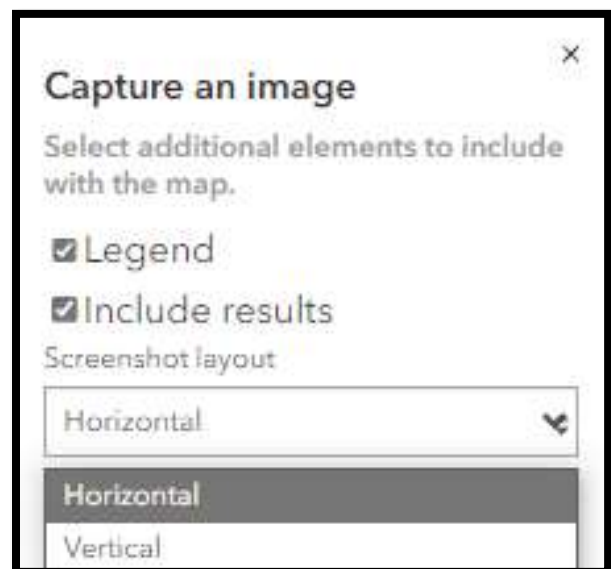 Capture an image
Select additional elements to include
with the map.
Legend
Include results
Screenshot layout
Horizontal
Horizontal
Vertical